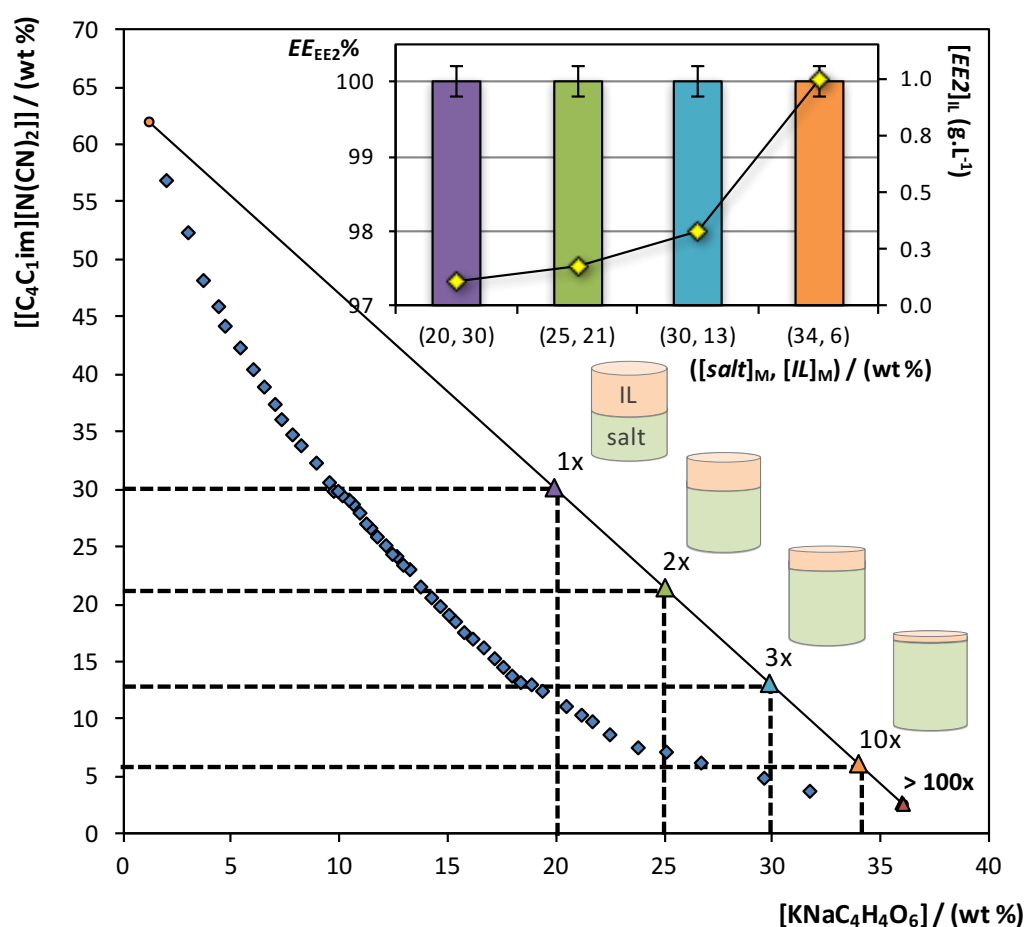 [[C₄C₁im][N(CN)₂]] / (wt %)
70
65
60
55
50
45
40
35
30
25
20
15
10
5
0
EE_EE2%
100
99
98
97
[EE2]_IL (g.L⁻¹)
1.0
0.8
0.5
0.3
0.0
(20, 30) (25, 21) (30, 13) (34, 6)
([salt]_M, [IL]_M) / (wt %)
IL
salt
1x
2x
3x
10x
> 100x
0 5 10 15 20 25 30 35 40
[KNaC₄H₄O₆] / (wt %)